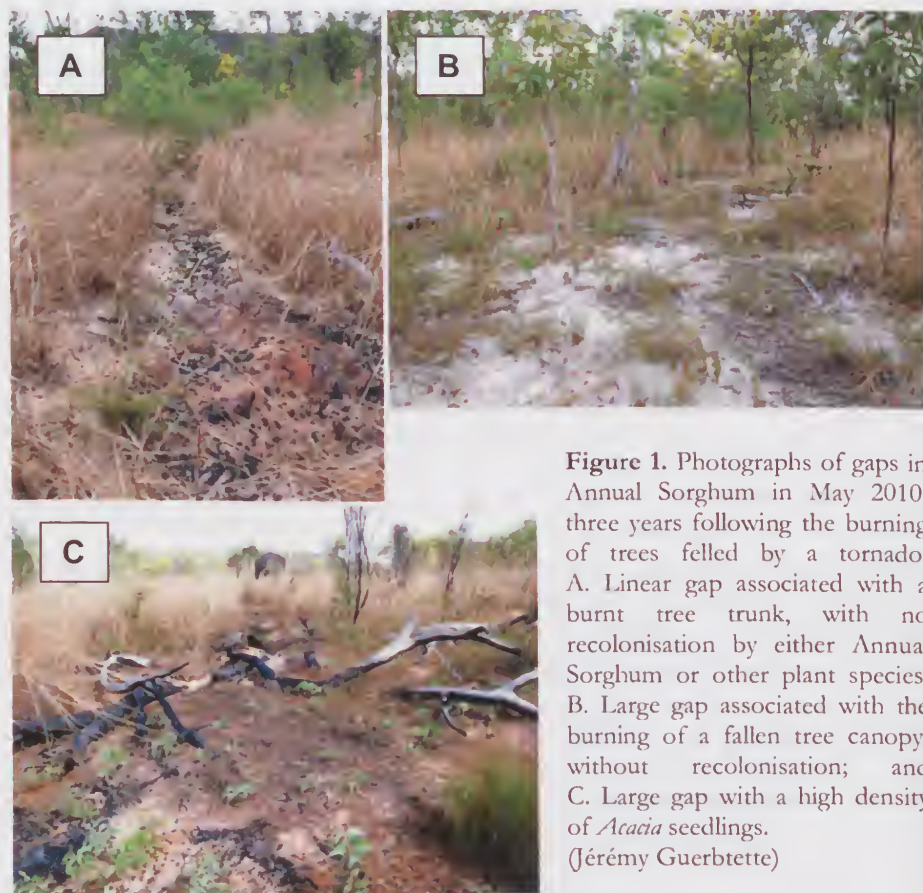 A
B
C
Figure 1. Photographs of gaps in
Annual Sorghum in May 2010
three years following the burning
of trees felled by a tornado
A. Linear gap associated with a
burnt tree trunk, with no
recolonisation by either Annua
Sorghum or other plant species
B. Large gap associated with the
burning of a fallen tree canopy
without recolonisation; and
C. Large gap with a high density
of Acacia seedlings.
(Jérémy Guerbtette)